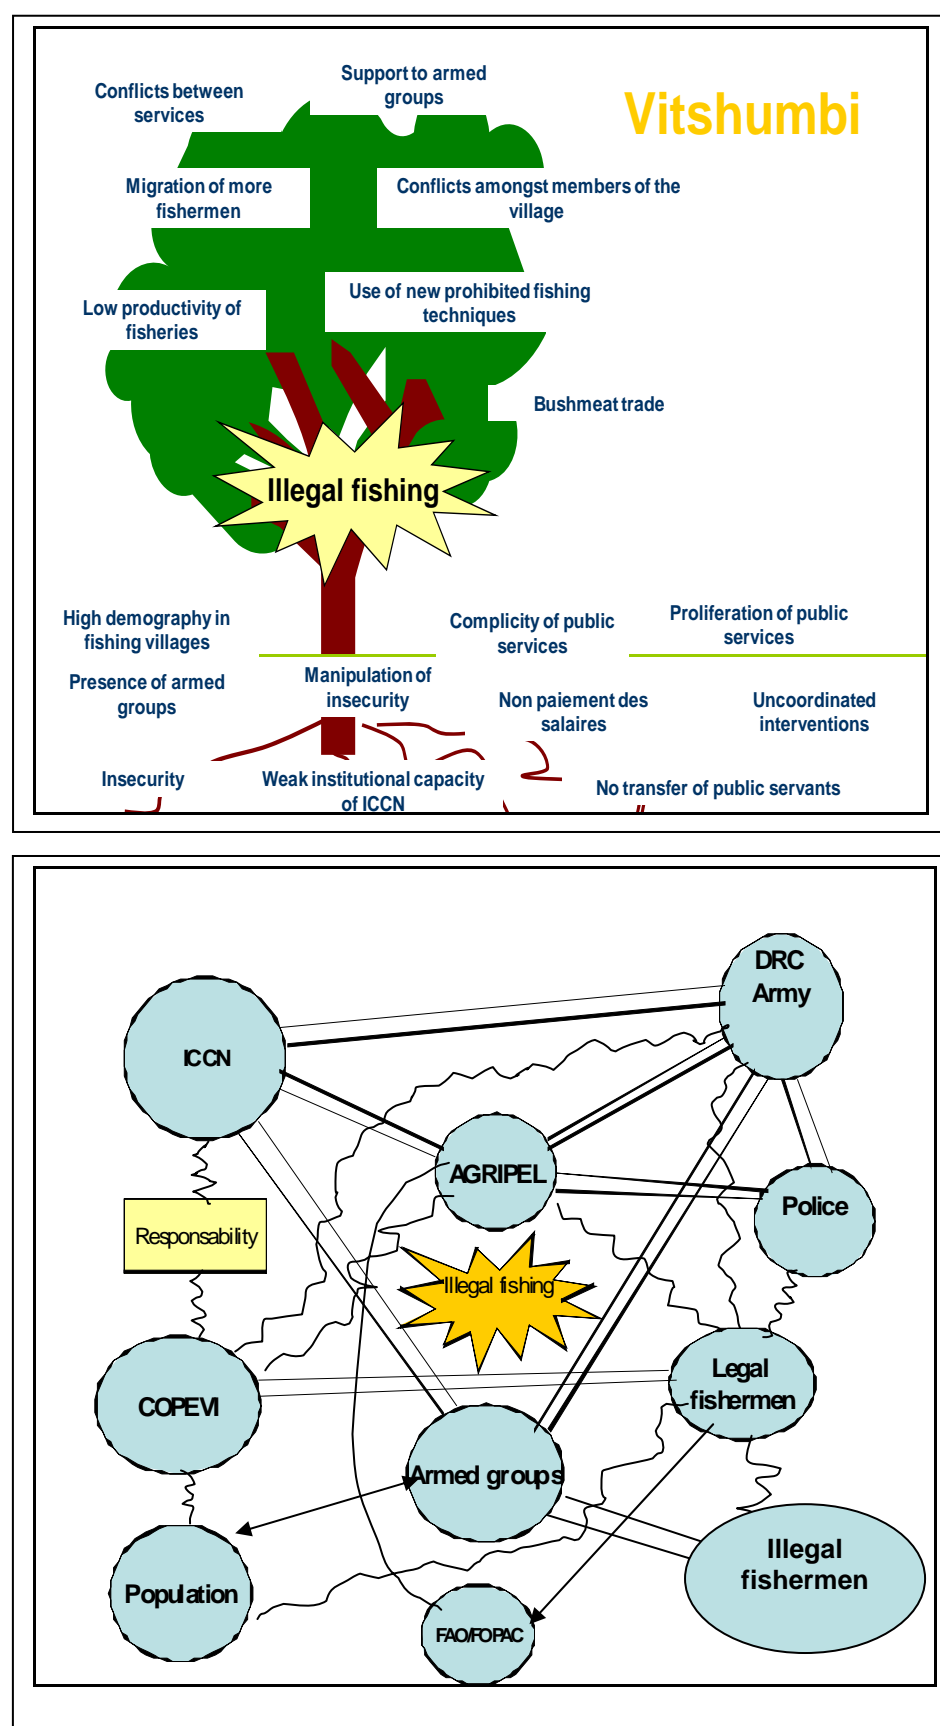 Vitshumbi
Support to armed
groups
Conflicts between
services
Migration of more
fishermen
Conflicts amongst members of the
village
Low productivity of
fisheries
Use of new prohibited fishing
techniques
Bushmeat trade
Illegal fishing
High demography in
fishing villages
Complicity of public
services
Proliferation of public
services
Presence of armed
groups
Manipulation of
insecurity
Non paiement des
salaires
Uncoordinated
interventions
Insecurity
Weak institutional capacity
of ICCN
No transfer of public servants
DRC
Army
ICCN
AGRIPEL
Police
Responsability
Illegal fishing
COPEVI
Legal
fishermen
Armed groups
Population
Illegal
fishermen
FAO/FOPAC